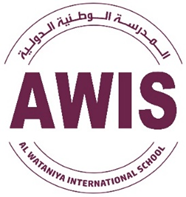 المدرسة الوطنية الدولية
AWIS
AL WATANIYA INTERNATIONAL SCHOOL